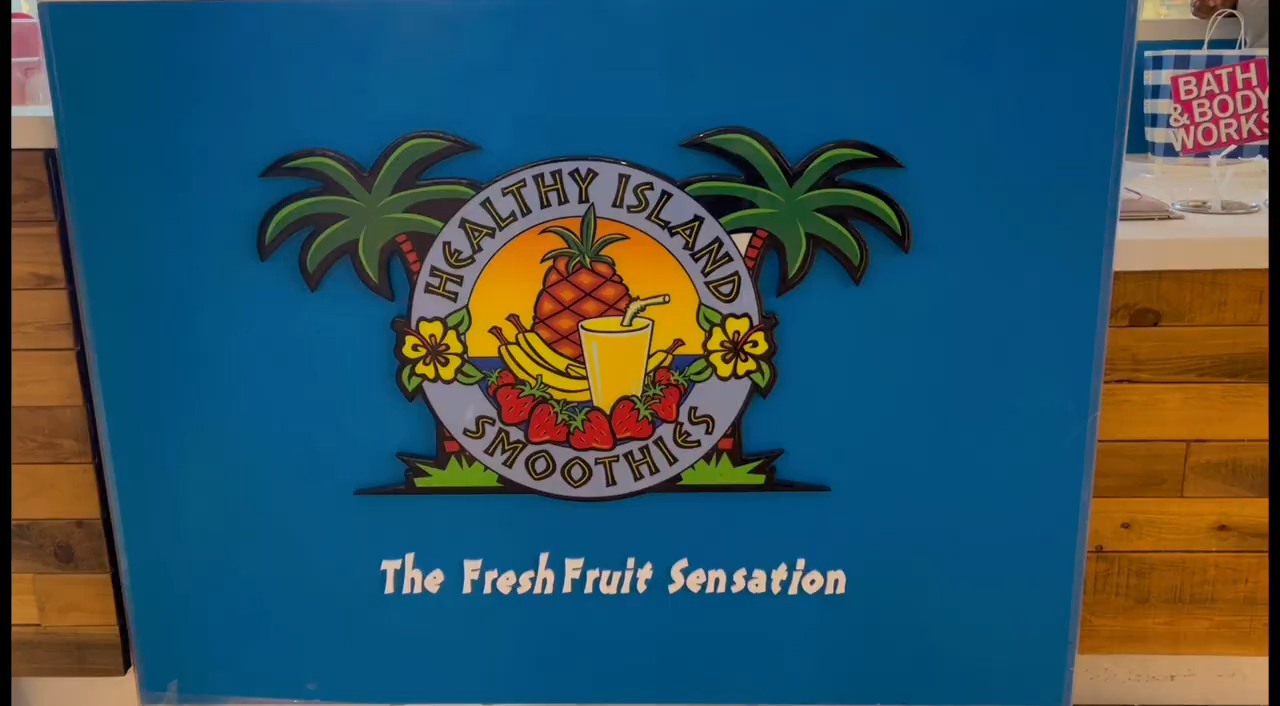 HEALTHY ISLAND
SMOOTHIES
The Fresh Fruit Sensation
BATH
& BODY
WORKS